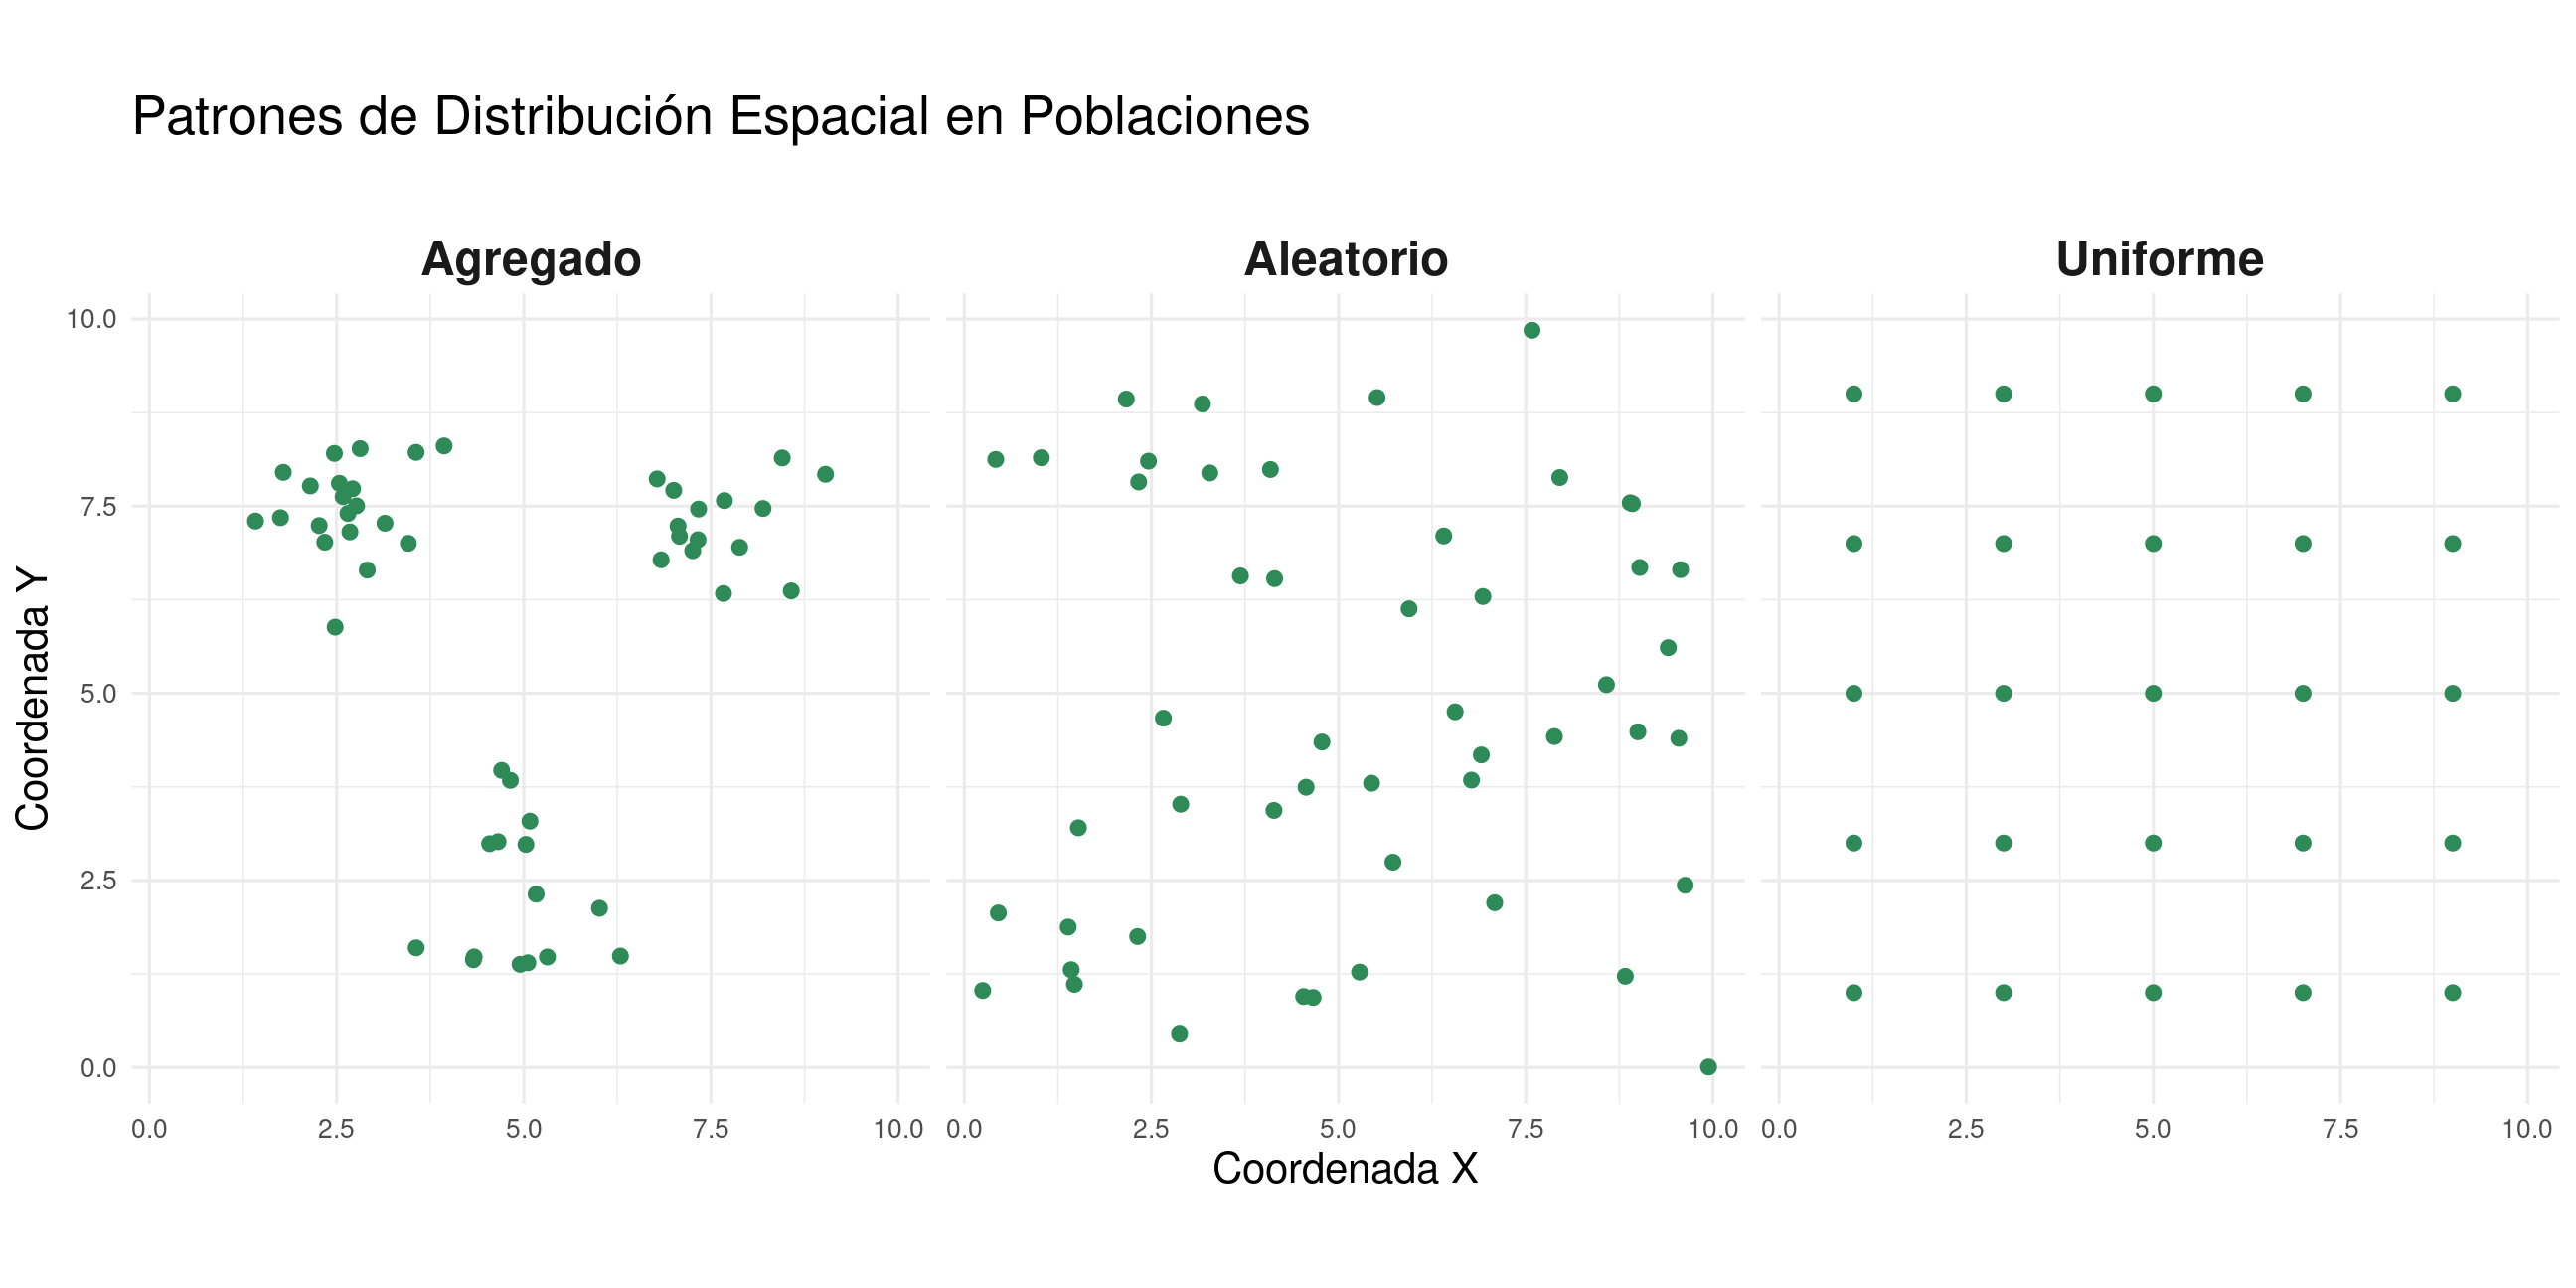 Patrones de Distribución Espacial en Poblaciones
Agregado Aleatorio Uniforme
10.0
7.5
5.0
2.5
0.0
Coordenada Y
0.0 2.5 5.0 7.5 10.0 0.0 2.5 5.0 7.5 10.0 0.0 2.5 5.0 7.5 10.0
Coordenada X